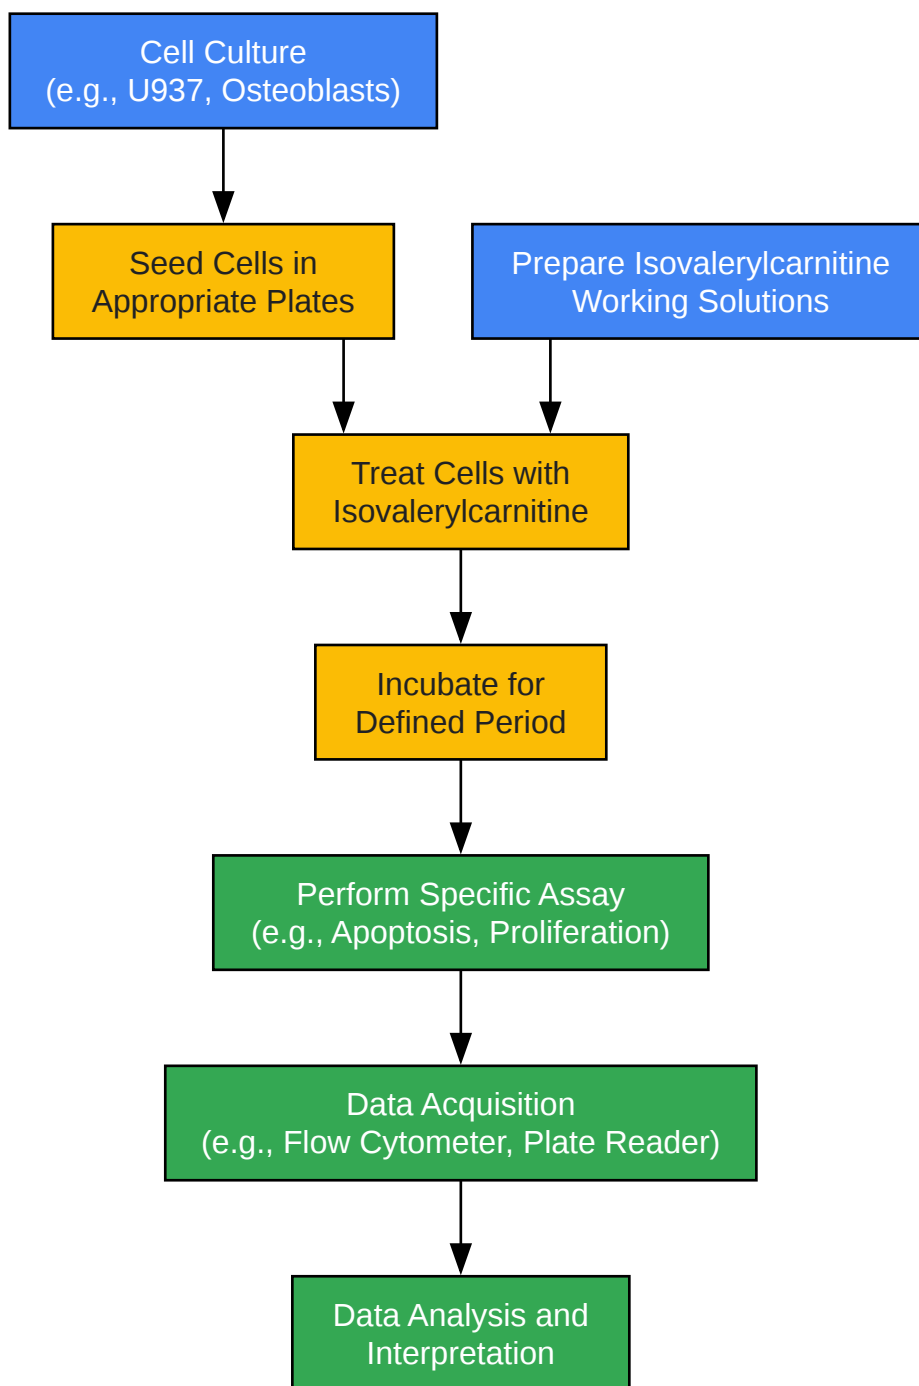 Cell Culture
(e.g., U937, Osteoblasts)
Seed Cells in
Appropriate Plates
Prepare Isovalerylcarnitine
Working Solutions
Treat Cells with
Isovalerylcarnitine
Incubate for
Defined Period
Perform Specific Assay
(e.g., Apoptosis, Proliferation)
Data Acquisition
(e.g., Flow Cytometer, Plate Reader)
Data Analysis and
Interpretation